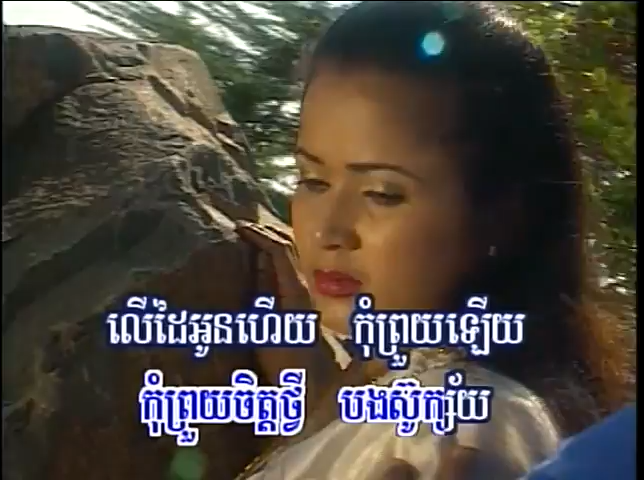 លើដៃអូនហើយ កុំព្រួយឡើយ
កុំព្រួយចិត្តថ្វី បងស៊ូក្ស័យ